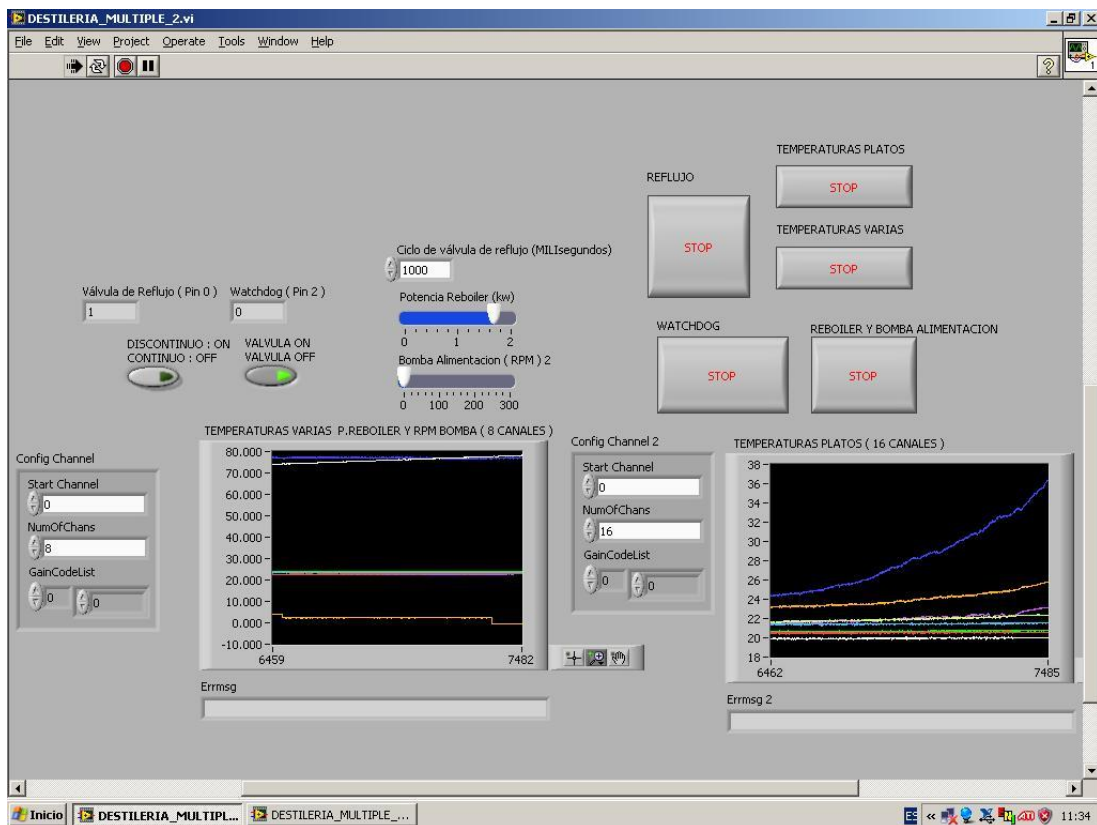 DESTILERIA_MULTIPLE_2.vi
File Edit View Project Operate Tools Window Help
1
TEMPERATURAS PLATOS
STOP
REFLUJO
STOP
TEMPERATURAS VARIAS
STOP
Ciclo de válvula de reflujo (MILIsegundos)
1000
Válvula de Reflujo ( Pin 0 ) Watchdog ( Pin 2 )
1 0
Potencia Reboiler (kw)
0 1 2
WATCHDOG
STOP
REBOILER Y BOMBA ALIMENTACION
STOP
DISCONTINUO : ON
CONTINUO : OFF
VALVULA ON
VALVULA OFF
Bomba Alimentacion ( RPM ) 2
0 100 200 300
Config Channel
Start Channel
0
NumOfChans
8
GainCodeList
0 0
TEMPERATURAS VARIAS P.REBOILER Y RPM BOMBA ( 8 CANALES )
80.000
70.000
60.000
50.000
40.000
30.000
20.000
10.000
0.000
-10.000
6459 7482
Errmsg
Config Channel 2
Start Channel
0
NumOfChans
16
GainCodeList
0 0
TEMPERATURAS PLATOS ( 16 CANALES )
38
36
34
32
30
28
26
24
22
20
18
6462 7485
Errmsg 2
Inicio DESTILERIA_MULTIPL... DESTILERIA_MULTIPLE_... ES 11:34